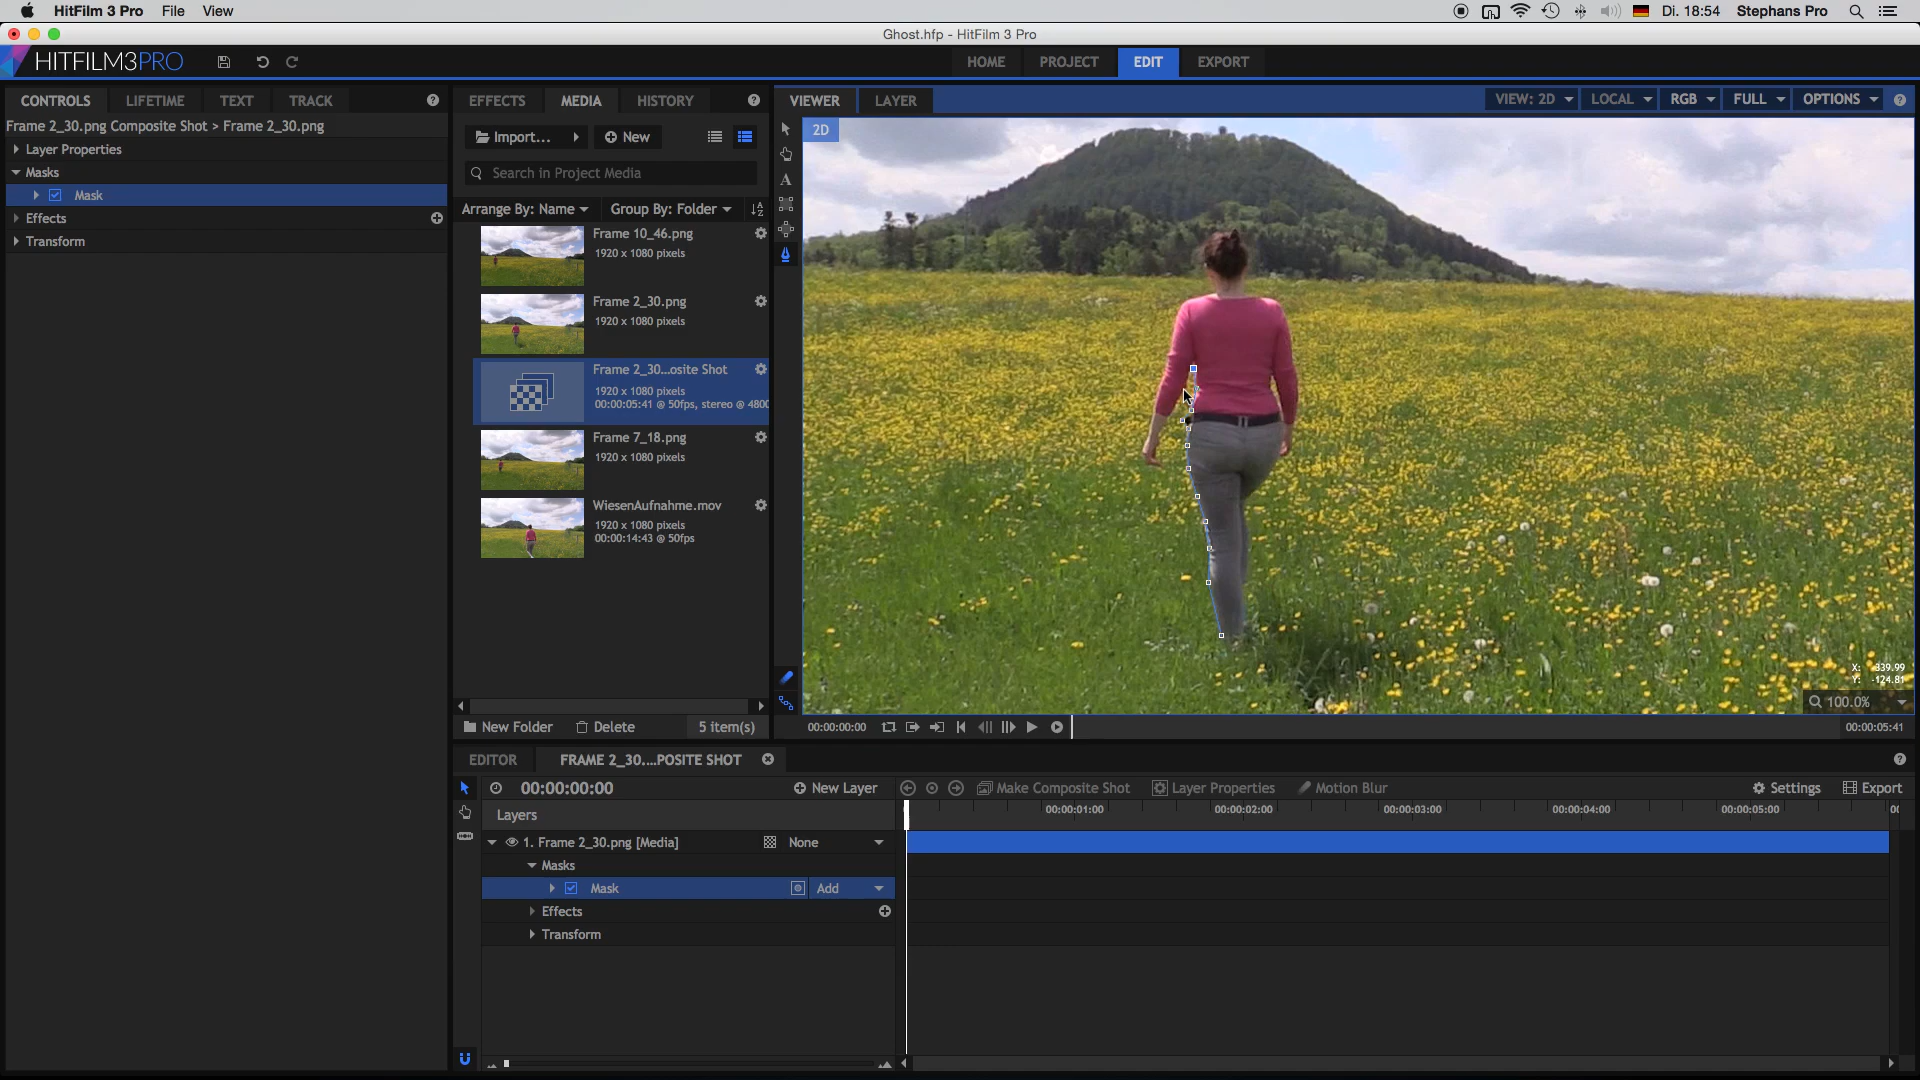 HitFilm 3 Pro File View Di. 18:54 Stephans Pro
Ghost.hfp - HitFilm 3 Pro
HITFILM3PRO HOME PROJECT EDIT EXPORT
CONTROLS LIFETIME TEXT TRACK
Frame 2_30.png Composite Shot > Frame 2_30.png
Layer Properties
Masks
Mask
Effects
Transform
EFFECTS MEDIA HISTORY
Import... New
Search in Project Media
Arrange By: Name Group By: Folder
Frame 10_46.png
1920 x 1080 pixels
Frame 2_30.png
1920 x 1080 pixels
Frame 2_30...osite Shot
1920 x 1080 pixels
00:00:05:41 @ 50fps, stereo @ 4800
Frame 7_18.png
1920 x 1080 pixels
WiesenAufnahme.mov
1920 x 1080 pixels
00:00:14:43 @ 50fps
New Folder Delete 5 item(s)
VIEWER LAYER VIEW: 2D LOCAL RGB FULL OPTIONS
2D
A
X: -339.99
Y: -124.81
100.0%
00:00:00:00 00:00:05:41
EDITOR FRAME 2_30....POSITE SHOT
00:00:00:00 New Layer Make Composite Shot Layer Properties Motion Blur Settings Export
Layers 00:00:01:00 00:00:02:00 00:00:03:00 00:00:04:00 00:00:05:00 00
1. Frame 2_30.png [Media] None
Masks
Mask Add
Effects
Transform